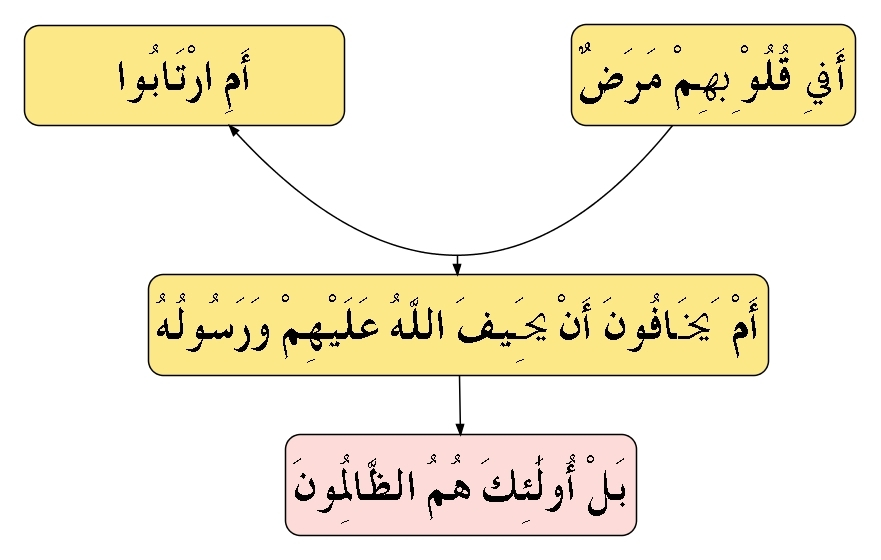 أَفِي قُلُوبِهِمْ مَرَضٌ
أَمِ ارْتَابُوا
أَمْ يَخَافُونَ أَنْ يَحِيفَ اللَّهُ عَلَيْهِمْ وَرَسُولُهُ
بَلْ أُولَٰئِكَ هُمُ الظَّالِمُونَ